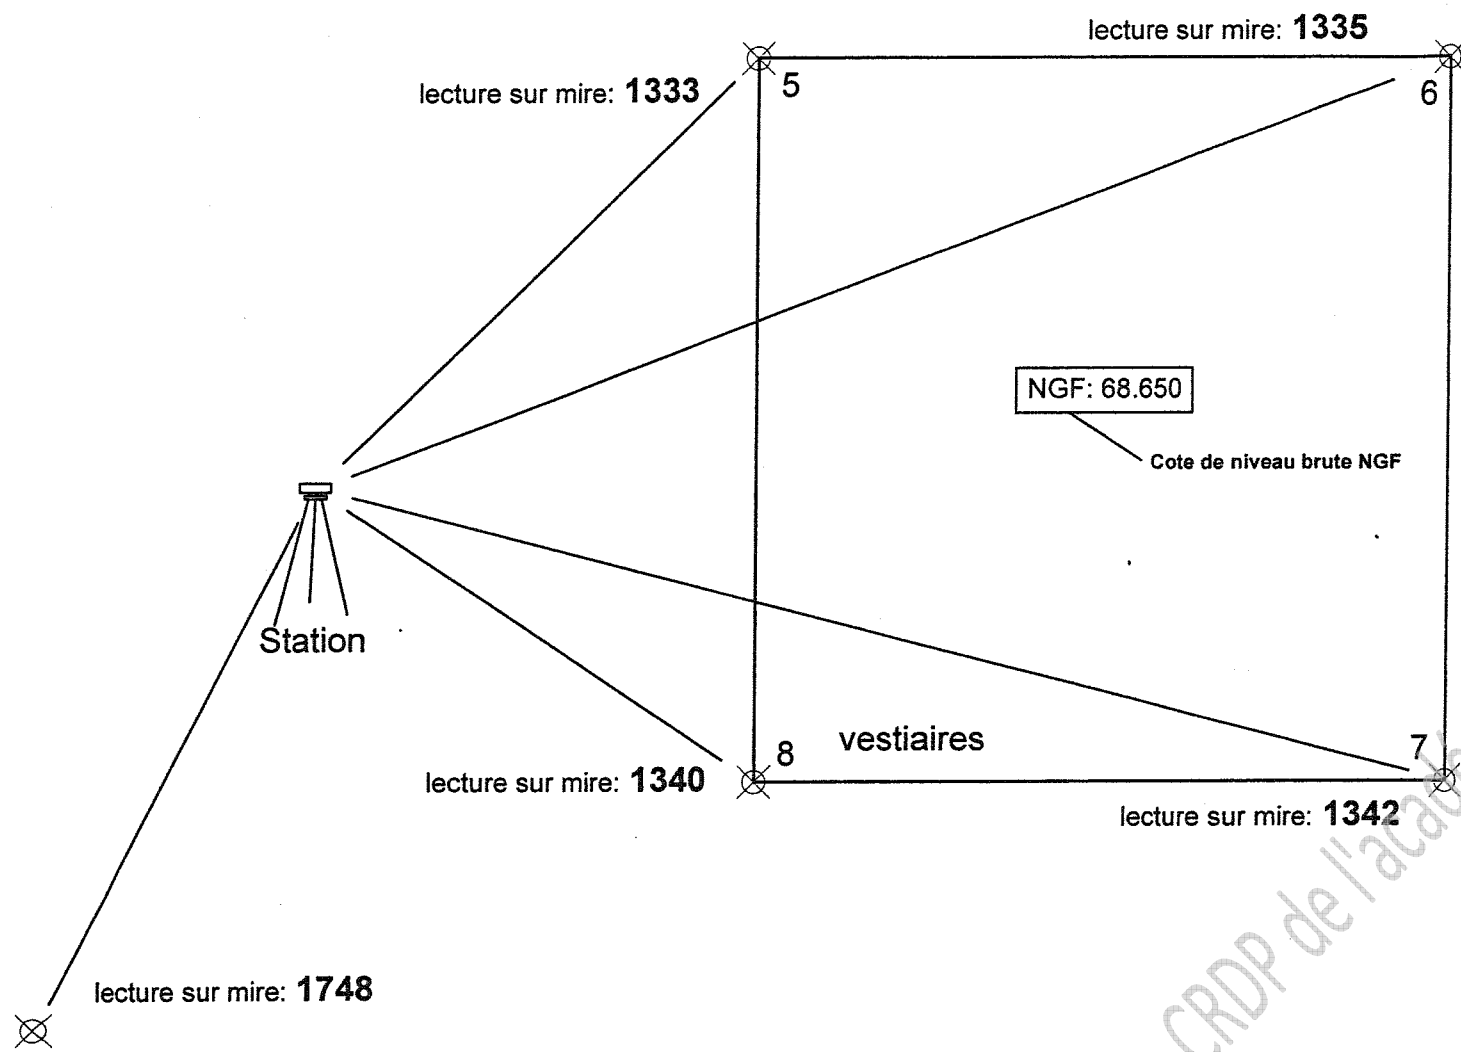 lecture sur mire: 1335
lecture sur mire: 1333
5
6
NGF: 68.650
Cote de niveau brute NGF
Station
8
vestiaires
7
lecture sur mire: 1340
lecture sur mire: 1342
lecture sur mire: 1748
CRDP de l'acadé